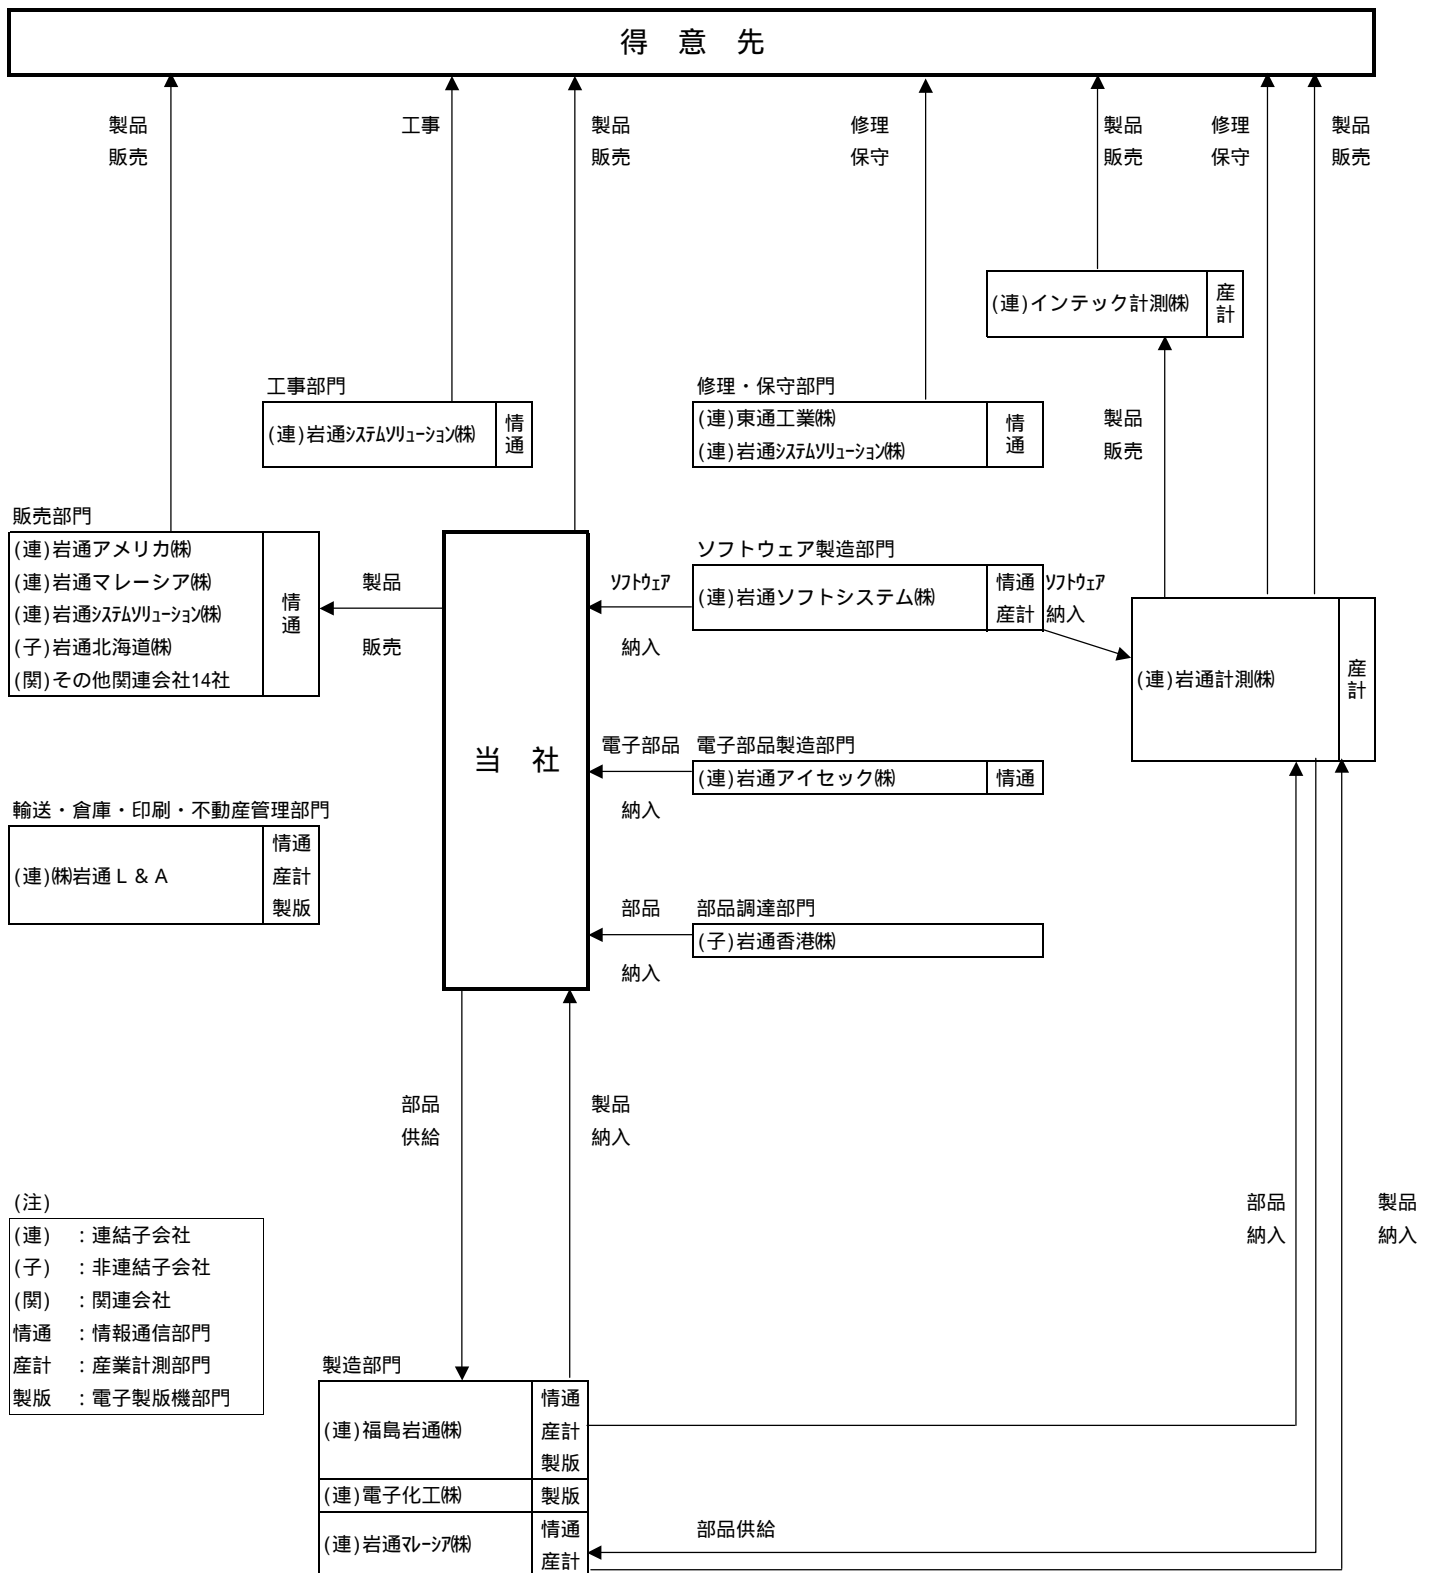 得　意　先
製品
販売
工事
製品
販売
修理
保守
製品
販売
修理
保守
製品
販売
(連)インテック計測㈱
産計
工事部門
(連)岩通ｼｽﾃﾑｿﾘｭｰｼｮﾝ㈱
情通
修理・保守部門
(連)東通工業㈱
(連)岩通ｼｽﾃﾑｿﾘｭｰｼｮﾝ㈱
情通
製品
販売
販売部門
(連)岩通アメリカ㈱
(連)岩通マレーシア㈱
(連)岩通ｼｽﾃﾑｿﾘｭｰｼｮﾝ㈱
(子)岩通北海道㈱
(関)その他関連会社14社
情通
製品
販売
当　社
ｿﾌﾄｳｪｱ
納入
ソフトウェア製造部門
(連)岩通ソフトシステム㈱
情通
産計
ｿﾌﾄｳｪｱ
納入
(連)岩通計測㈱
産計
電子部品
納入
電子部品製造部門
(連)岩通アイセック㈱
情通
輸送・倉庫・印刷・不動産管理部門
(連)㈱岩通Ｌ＆Ａ
情通
産計
製版
部品
納入
部品調達部門
(子)岩通香港㈱
部品
供給
製品
納入
部品
納入
製品
納入
(注)
(連)　：連結子会社
(子)　：非連結子会社
(関)　：関連会社
情通　：情報通信部門
産計　：産業計測部門
製版　：電子製版機部門
製造部門
(連)福島岩通㈱
情通
産計
製版
(連)電子化工㈱
製版
(連)岩通ﾏﾚｰｼｱ㈱
情通
産計
部品供給